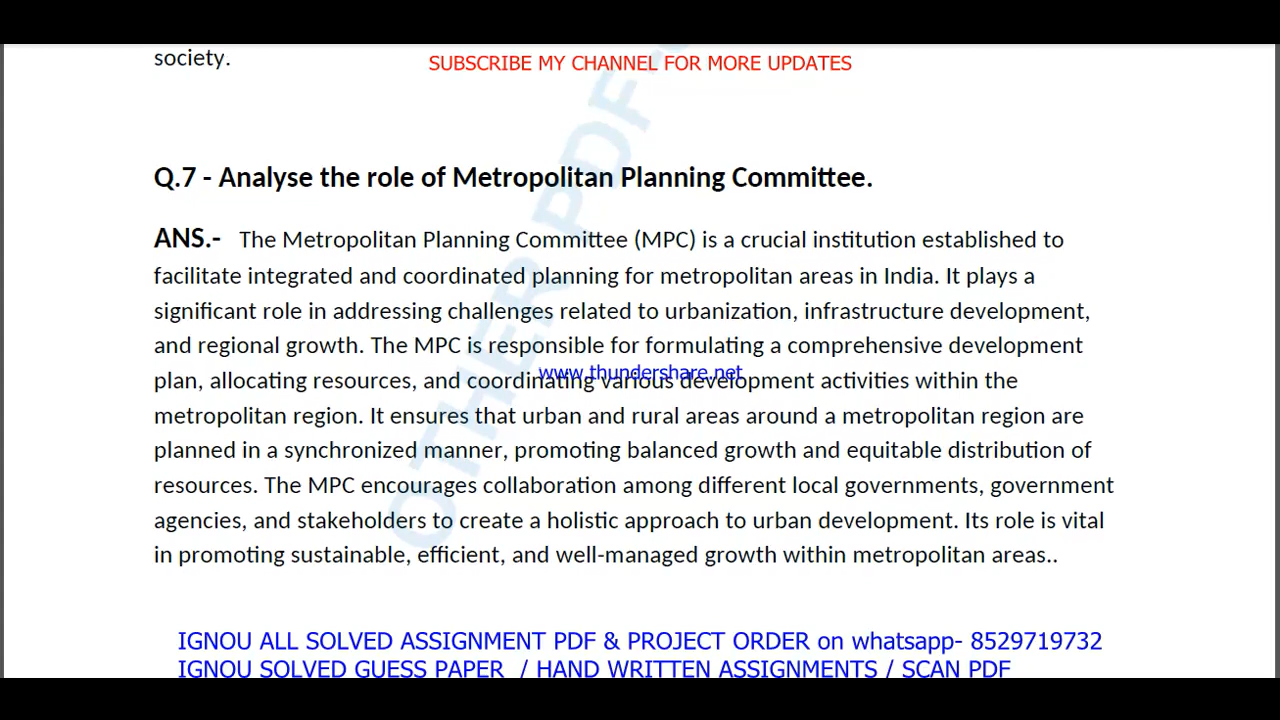 society.
SUBSCRIBE MY CHANNEL FOR MORE UPDATES
Q.7 - Analyse the role of Metropolitan Planning Committee.
ANS.- The Metropolitan Planning Committee (MPC) is a crucial institution established to
facilitate integrated and coordinated planning for metropolitan areas in India. It plays a
significant role in addressing challenges related to urbanization, infrastructure development,
and regional growth. The MPC is responsible for formulating a comprehensive development
www.thundershare.net
plan, allocating resources, and coordinating various development activities within the
metropolitan region. It ensures that urban and rural areas around a metropolitan region are
planned in a synchronized manner, promoting balanced growth and equitable distribution of
resources. The MPC encourages collaboration among different local governments, government
agencies, and stakeholders to create a holistic approach to urban development. Its role is vital
in promoting sustainable, efficient, and well-managed growth within metropolitan areas..
OTHER PDF
IGNOU ALL SOLVED ASSIGNMENT PDF & PROJECT ORDER on whatsapp- 8529719732
IGNOU SOLVED GUESS PAPER / HAND WRITTEN ASSIGNMENTS / SCAN PDF